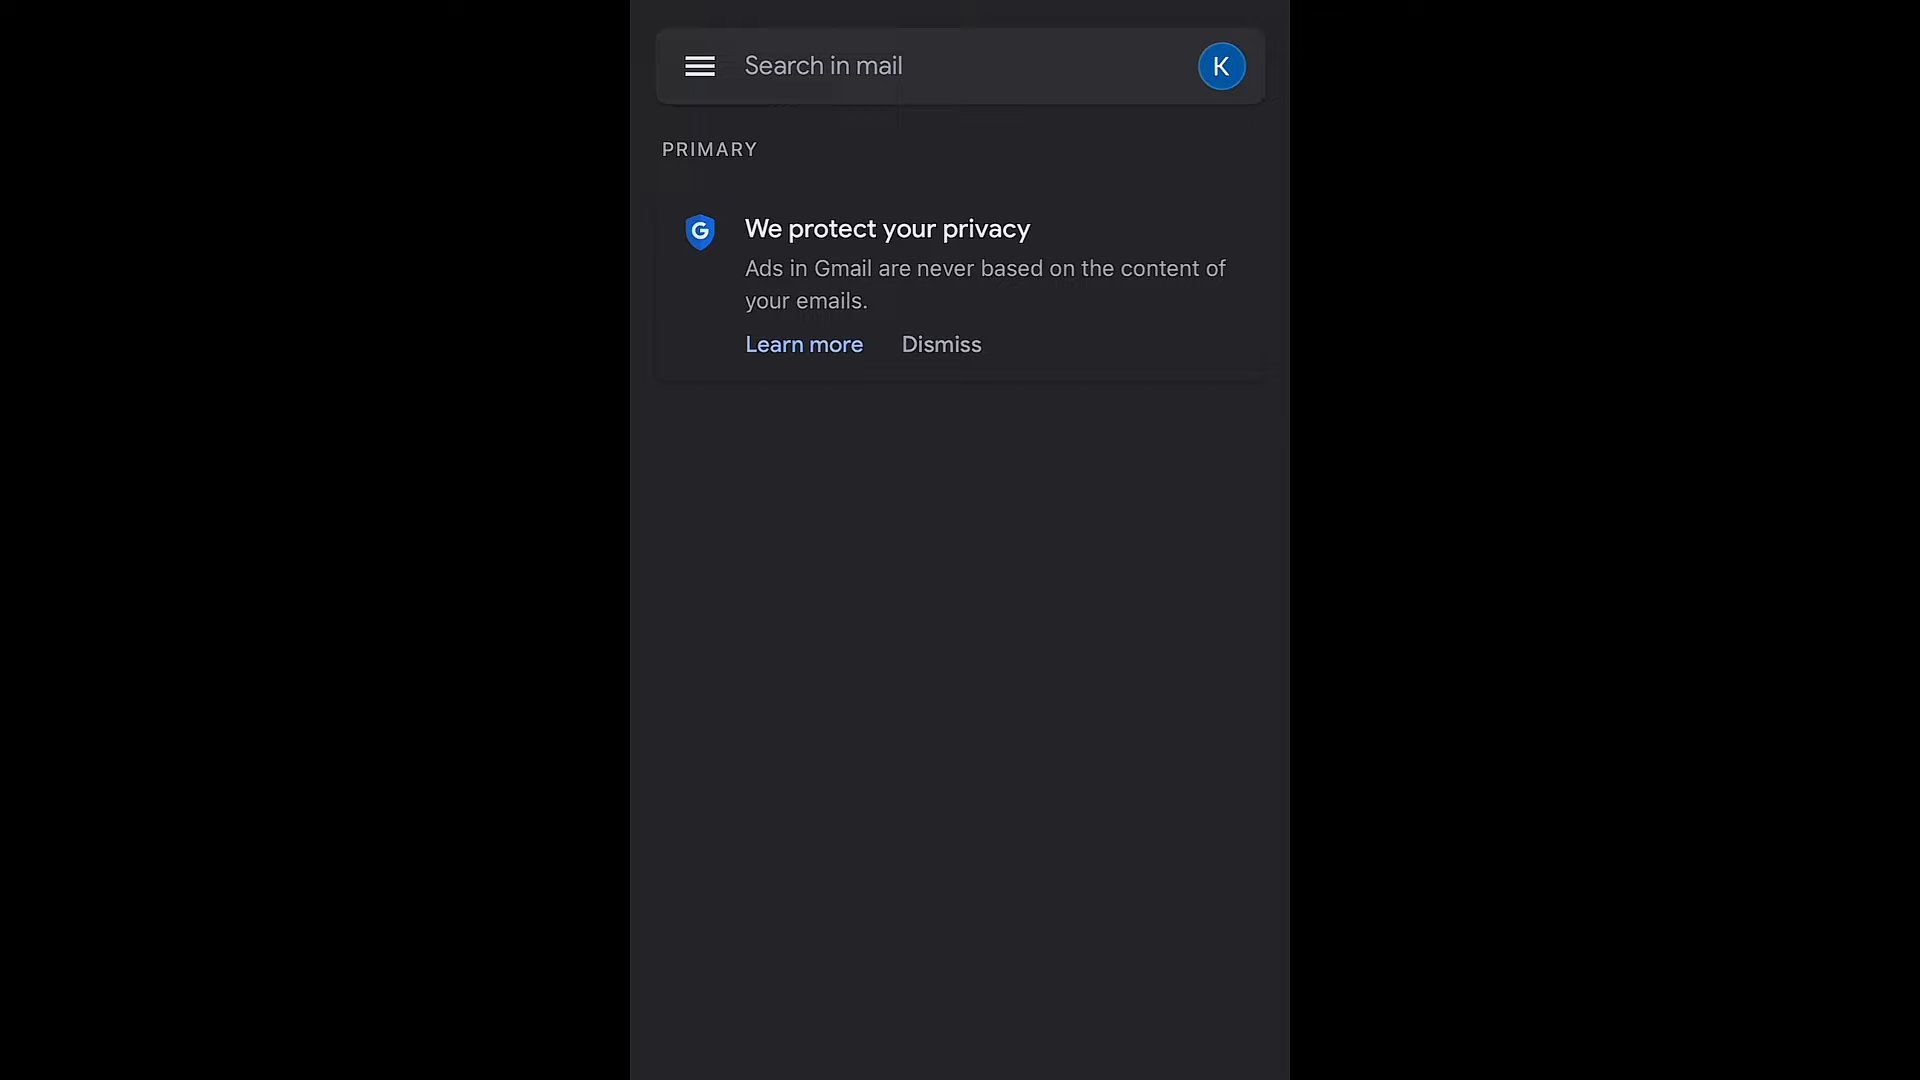 Search in mail
K
PRIMARY
G
We protect your privacy
Ads in Gmail are never based on the content of
your emails.
Learn more Dismiss